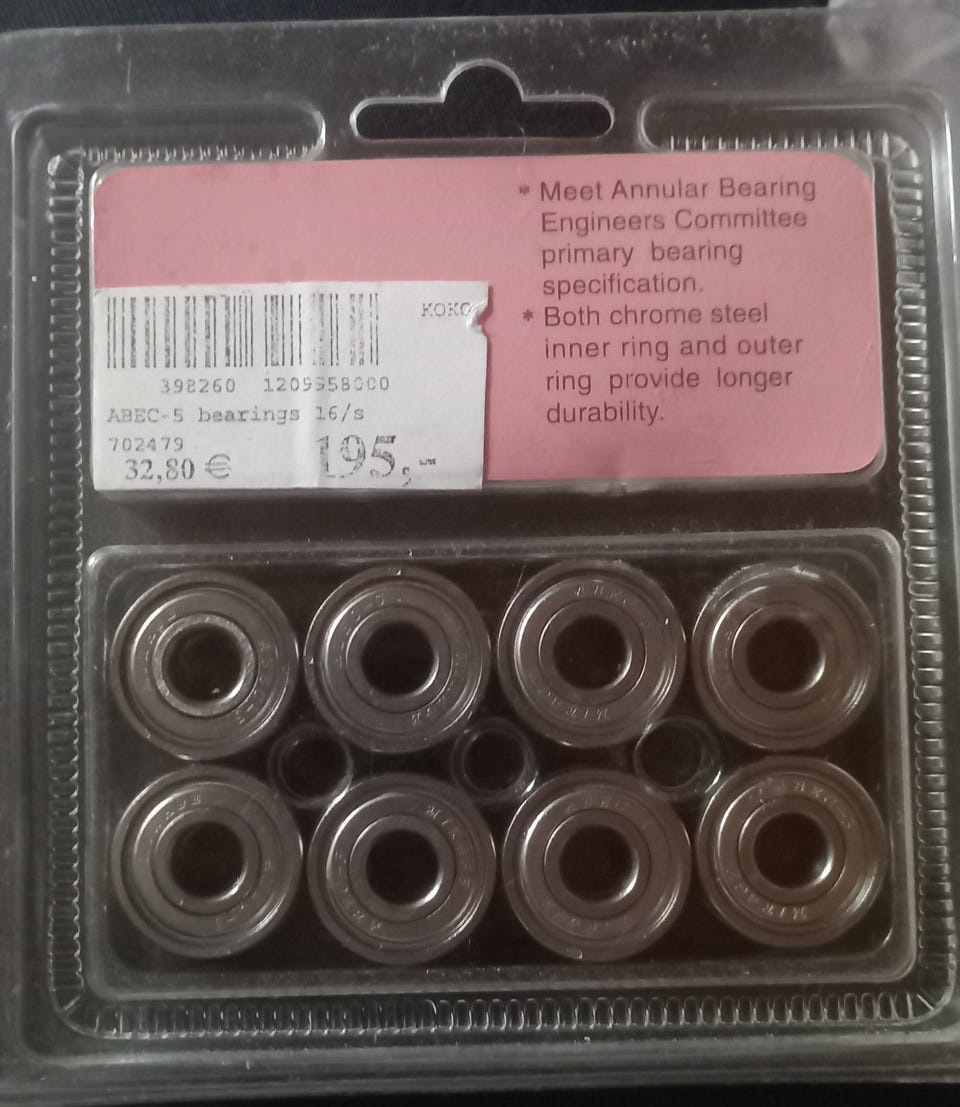 * Meet Annular Bearing
Engineers Committee
primary bearing
specification.
* Both chrome steel
inner ring and outer
ring provide longer
durability.
KOKO
398260 1209558000
ABEC-5 bearings 16/s
702479
32,80 € 195,-